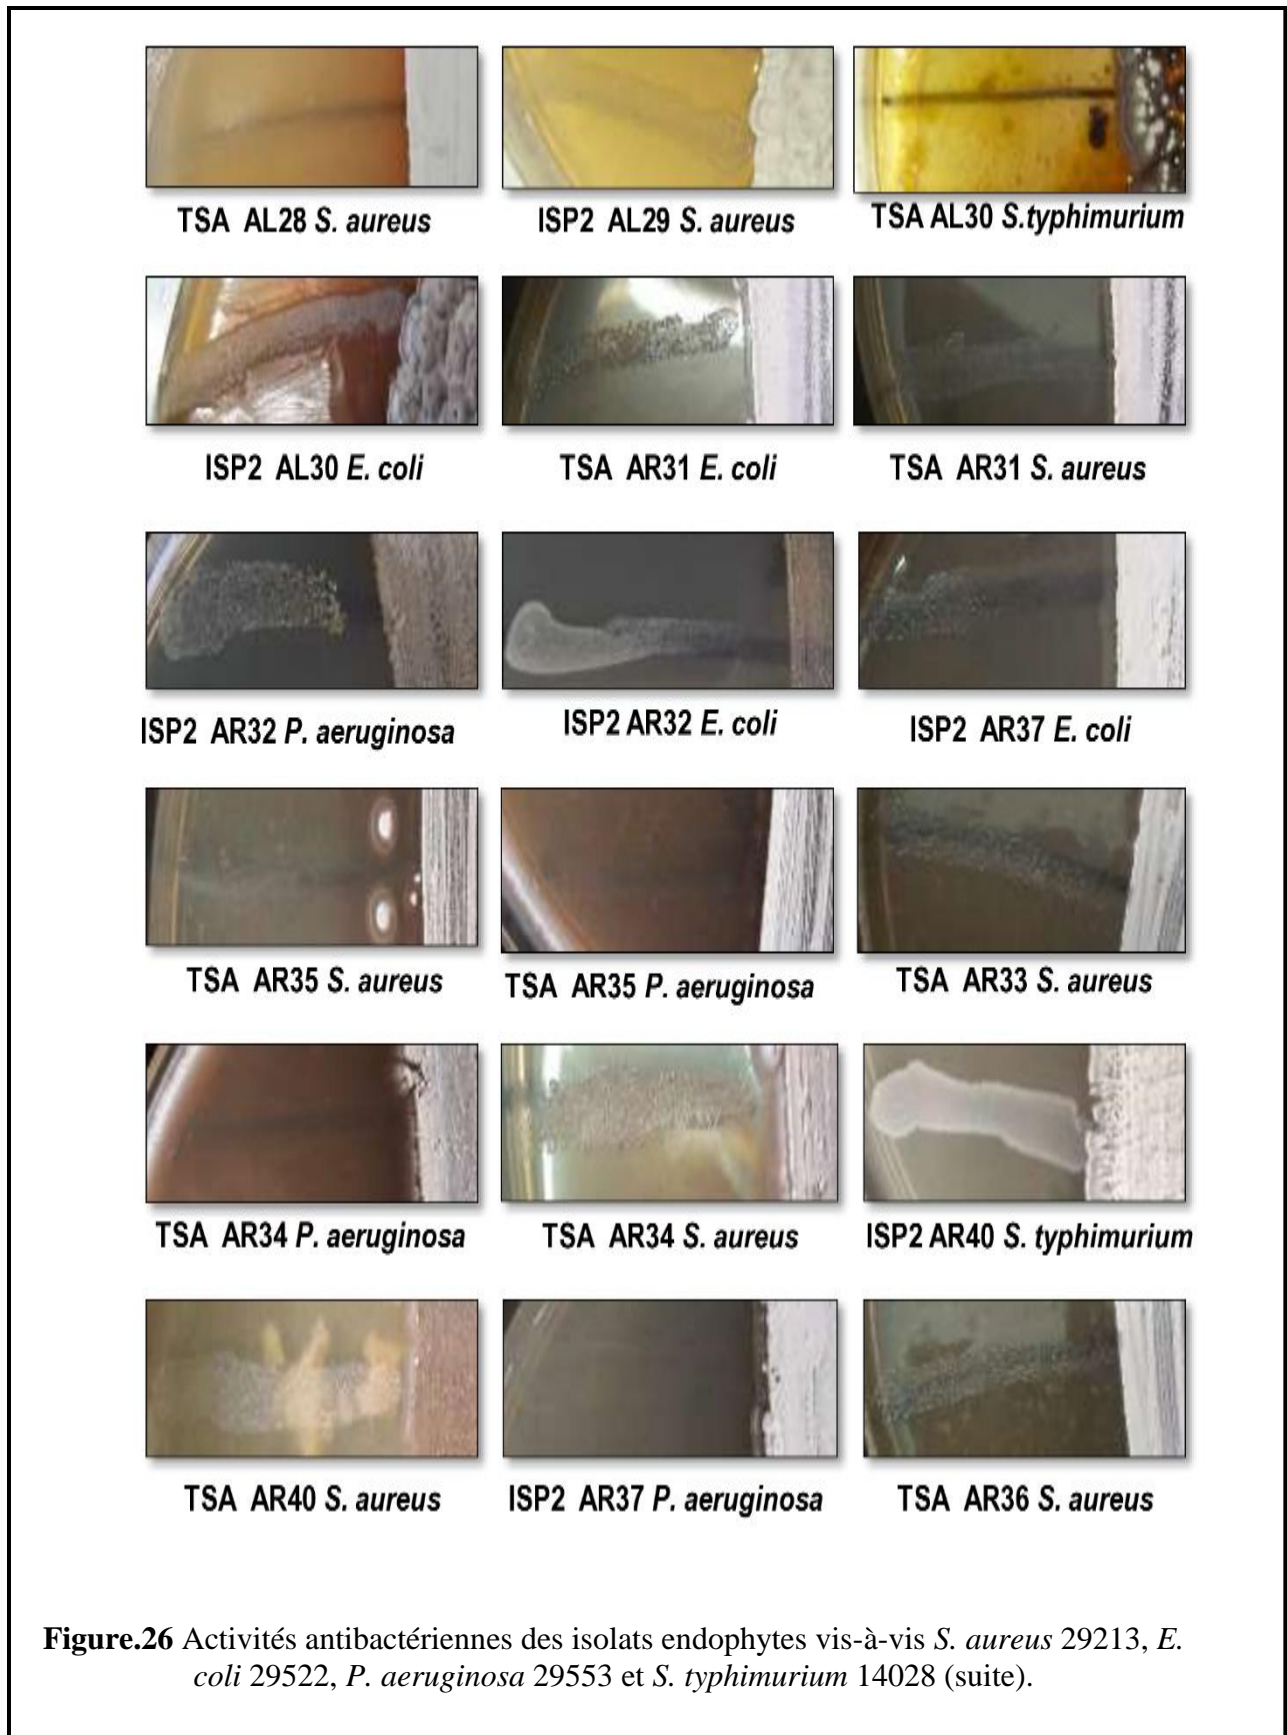 TSA AL28 S. aureus
ISP2 AL29 S. aureus
TSA AL30 S.typhimurium
ISP2 AL30 E. coli
TSA AR31 E. coli
TSA AR31 S. aureus
ISP2 AR32 P. aeruginosa
ISP2 AR32 E. coli
ISP2 AR37 E. coli
TSA AR35 S. aureus
TSA AR35 P. aeruginosa
TSA AR33 S. aureus
TSA AR34 P. aeruginosa
TSA AR34 S. aureus
ISP2 AR40 S. typhimurium
TSA AR40 S. aureus
ISP2 AR37 P. aeruginosa
TSA AR36 S. aureus
Figure.26 Activités antibactériennes des isolats endophytes vis-à-vis S. aureus 29213, E.
coli 29522, P. aeruginosa 29553 et S. typhimurium 14028 (suite).